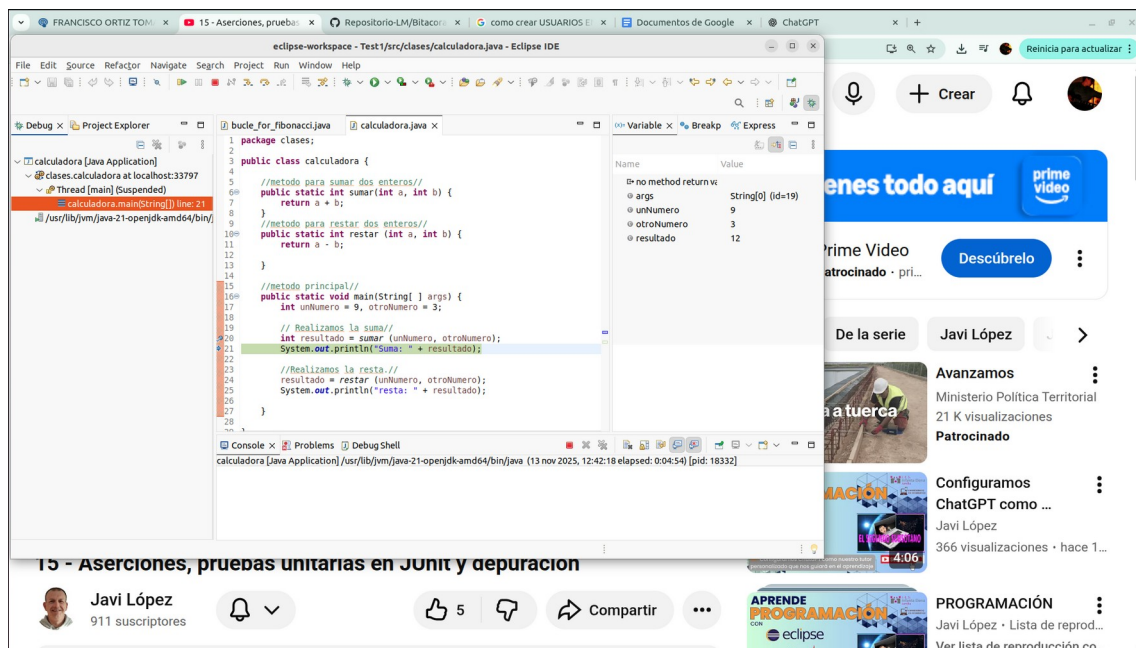 FRANCISCO ORTIZ TOM
15 - Aserciones, pruebas
Repositorio-LM/Bitacor
como crear USUARIOS E
Documentos de Google
ChatGPT
eclipse-workspace - Test1/src/clases/calculadora.java - Eclipse IDE
Reinicia para actualizar
File Edit Source Refactor Navigate Search Project Run Window Help
Crear
Debug
Project Explorer
bucle_for_fibonacci.java
calculadora.java
Variable
Breakp
Express
calculadora [Java Application]
clases.calculadora at localhost:33797
Thread [main] (Suspended)
calculadora.main(String[]) line: 21
/usr/lib/jvm/java-21-openjdk-amd64/bin/j
1 package clases;
2
3 public class calculadora {
4
5 //metodo para sumar dos enteros//
6 public static int sumar(int a, int b) {
7 return a + b;
8 }
9 //metodo para restar dos enteros//
10 public static int restar (int a, int b) {
11 return a - b;
12
13 }
14
15 //metodo principal//
16 public static void main(String[ ] args) {
17 int unNumero = 9, otroNumero = 3;
18
19 // Realizamos la suma//
20 int resultado = sumar (unNumero, otroNumero);
21 System.out.println("Suma: " + resultado);
22
23 //Realizamos la resta.//
24 resultado = restar (unNumero, otroNumero);
25 System.out.println("resta: " + resultado);
26
27 }
28
Name Value
no method return va
args String[0] (id=19)
unNumero 9
otroNumero 3
resultado 12
Console
Problems
Debug Shell
calculadora [Java Application] /usr/lib/jvm/java-21-openjdk-amd64/bin/java (13 nov 2025, 12:42:18 elapsed: 0:04:54) [pid: 18332]
enes todo aquí
prime video
Prime Video
atrocinado · pri...
Descúbrelo
De la serie
Javi López
a a tuerca
Avanzamos
Ministerio Política Territorial
21 K visualizaciones
Patrocinado
MACIÓN
4:06
Configuramos
ChatGPT como ...
Javi López
366 visualizaciones · hace 1...
15 - Aserciones, pruebas unitarias en JUnit y depuración
Javi López
911 suscriptores
5
Compartir
APRENDE
PROGRAMACIÓN
CON
eclipse
PROGRAMACIÓN
Javi López · Lista de reprod...
Ver lista de reproducción co...